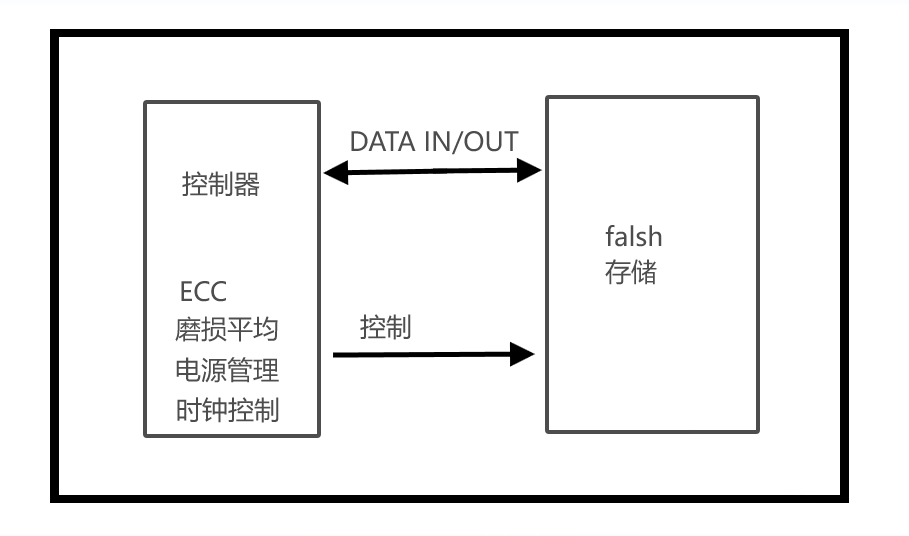 控制器
ECC
磨损平均
电源管理
时钟控制
DATA IN/OUT
控制
falsh
存储